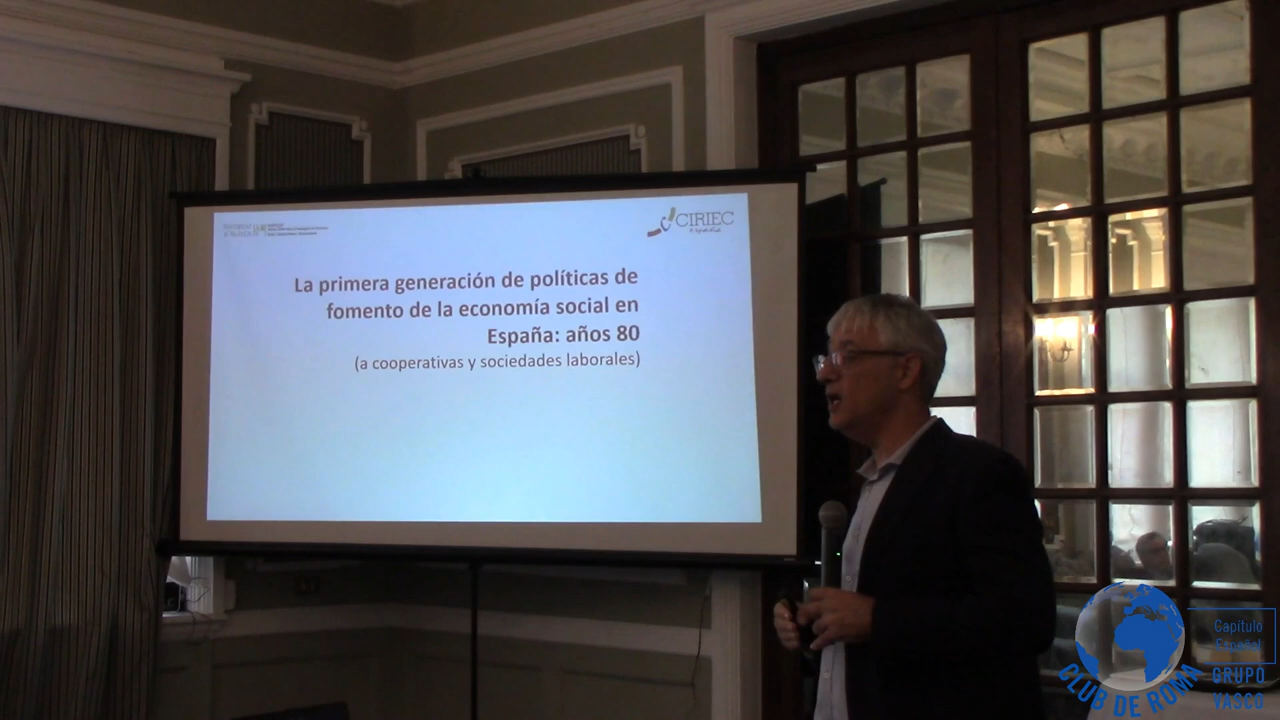 CIRIEC
La primera generación de políticas de
fomento de la economía social en
España: años 80
(a cooperativas y sociedades laborales)
Capítulo
Español
CLUB DE ROMA
GRUPO
VASCO